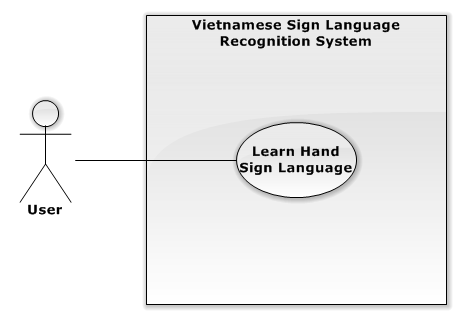 Vietnamese Sign Language
Recognition System
Learn Hand
Sign Language
User